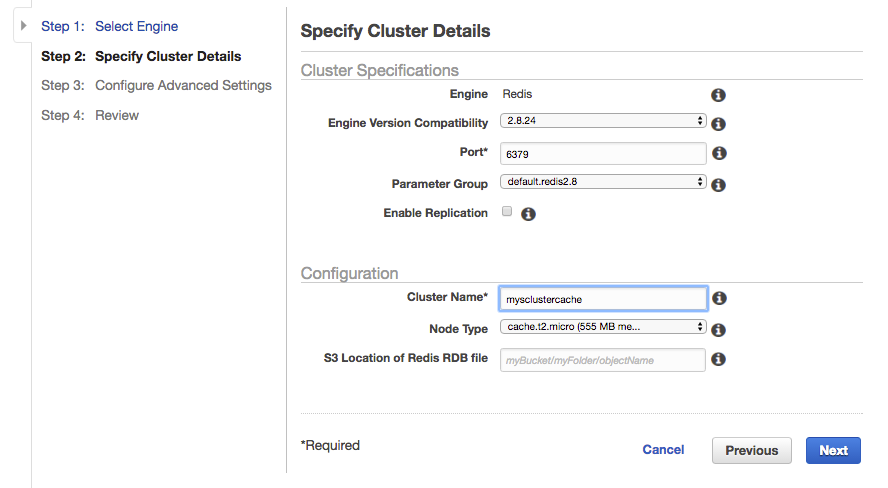 Step 1: Select Engine
Step 2: Specify Cluster Details
Step 3: Configure Advanced Settings
Step 4: Review
Specify Cluster Details
Cluster Specifications
Engine Redis
Engine Version Compatibility 2.8.24
Port* 6379
Parameter Group default.redis2.8
Enable Replication
Configuration
Cluster Name* mysclustercache
Node Type cache.t2.micro (555 MB me...
S3 Location of Redis RDB file myBucket/myFolder/objectName
*Required
Cancel Previous Next